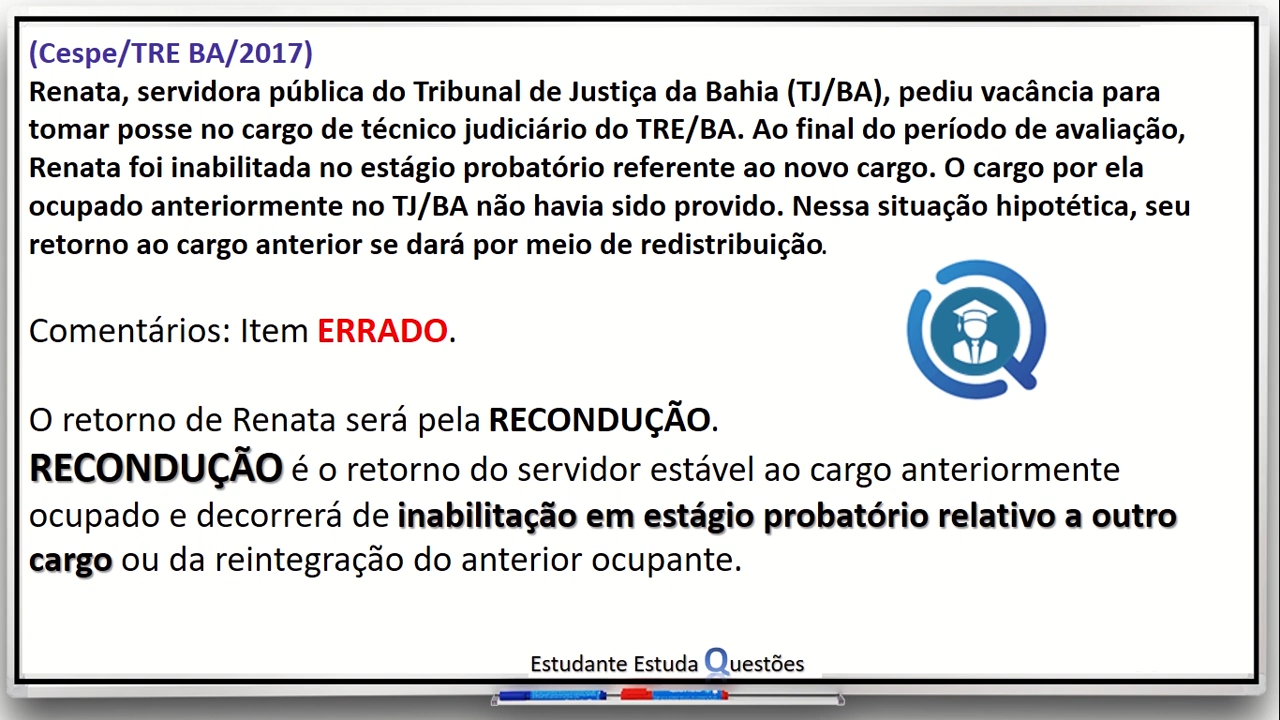 (Cespe/TRE BA/2017)
Renata, servidora pública do Tribunal de Justiça da Bahia (TJ/BA), pediu vacância para
tomar posse no cargo de técnico judiciário do TRE/BA. Ao final do período de avaliação,
Renata foi inabilitada no estágio probatório referente ao novo cargo. O cargo por ela
ocupado anteriormente no TJ/BA não havia sido provido. Nessa situação hipotética, seu
retorno ao cargo anterior se dará por meio de redistribuição.
Comentários: Item ERRADO.
O retorno de Renata será pela RECONDUÇÃO.
RECONDUÇÃO é o retorno do servidor estável ao cargo anteriormente
ocupado e decorrerá de inabilitação em estágio probatório relativo a outro
cargo ou da reintegração do anterior ocupante.
Estudante Estuda Questões